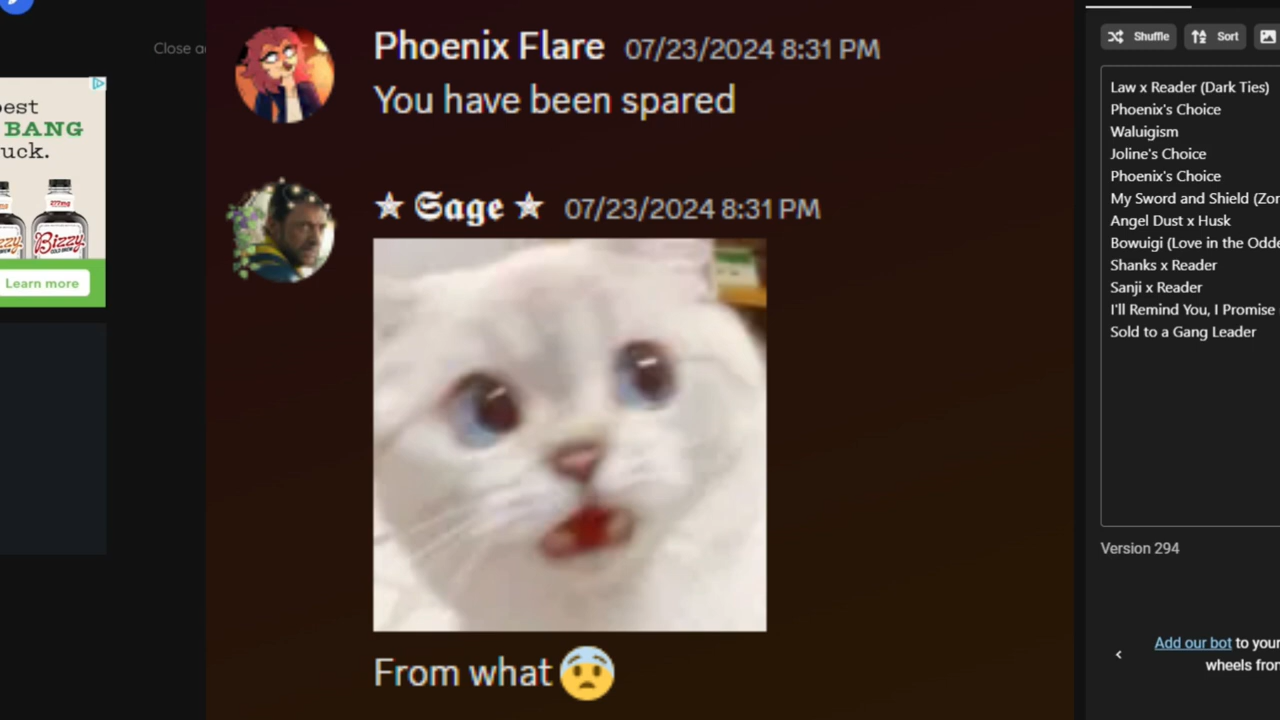 Close a
est
BANG
uck.
Bizzy
Learn more
Phoenix Flare 07/23/2024 8:31 PM
You have been spared
★ Sage ★ 07/23/2024 8:31 PM
From what 😨
Shuffle
Sort
Law x Reader (Dark Ties)
Phoenix's Choice
Waluigism
Joline's Choice
Phoenix's Choice
My Sword and Shield (Zor
Angel Dust x Husk
Bowuigi (Love in the Odde
Shanks x Reader
Sanji x Reader
I'll Remind You, I Promise
Sold to a Gang Leader
Version 294
Add our bot to your
wheels from